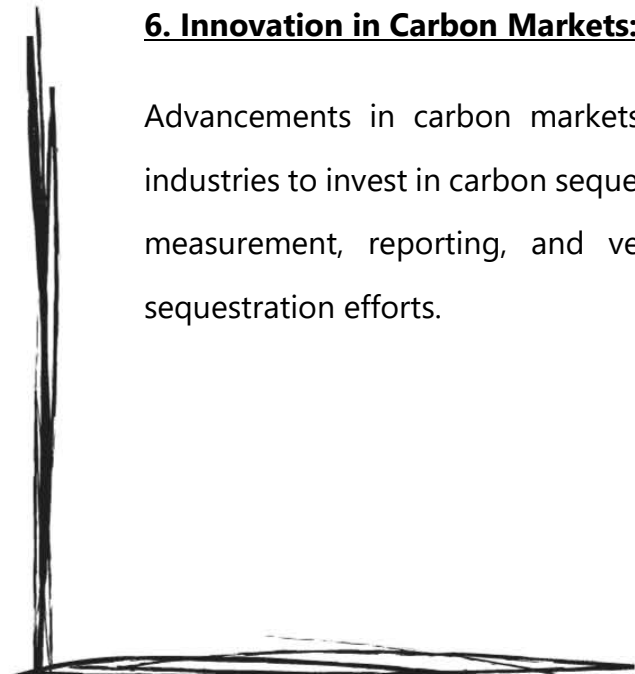 6. Innovation in Carbon Markets:
Advancements in carbon markets
industries to invest in carbon seque
measurement, reporting, and ve
sequestration efforts.